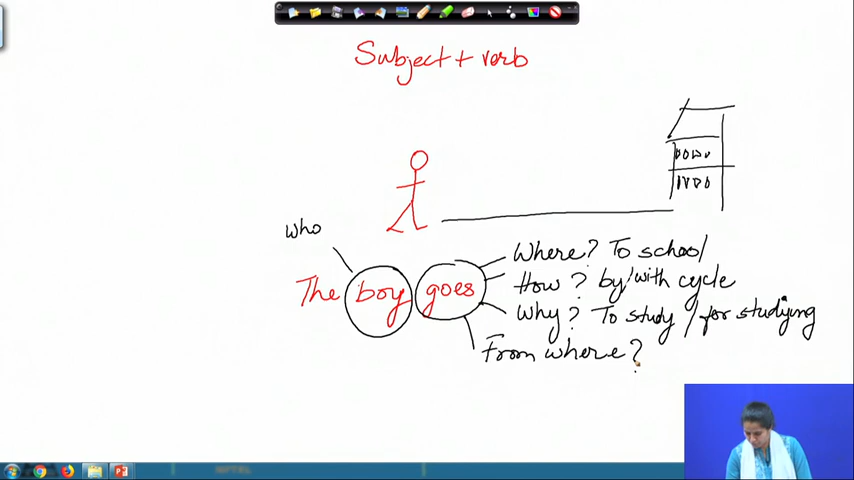 Subject + verb
who
The boy goes
Where? To school
How? by/with cycle
Why? To study / for studying
From where?